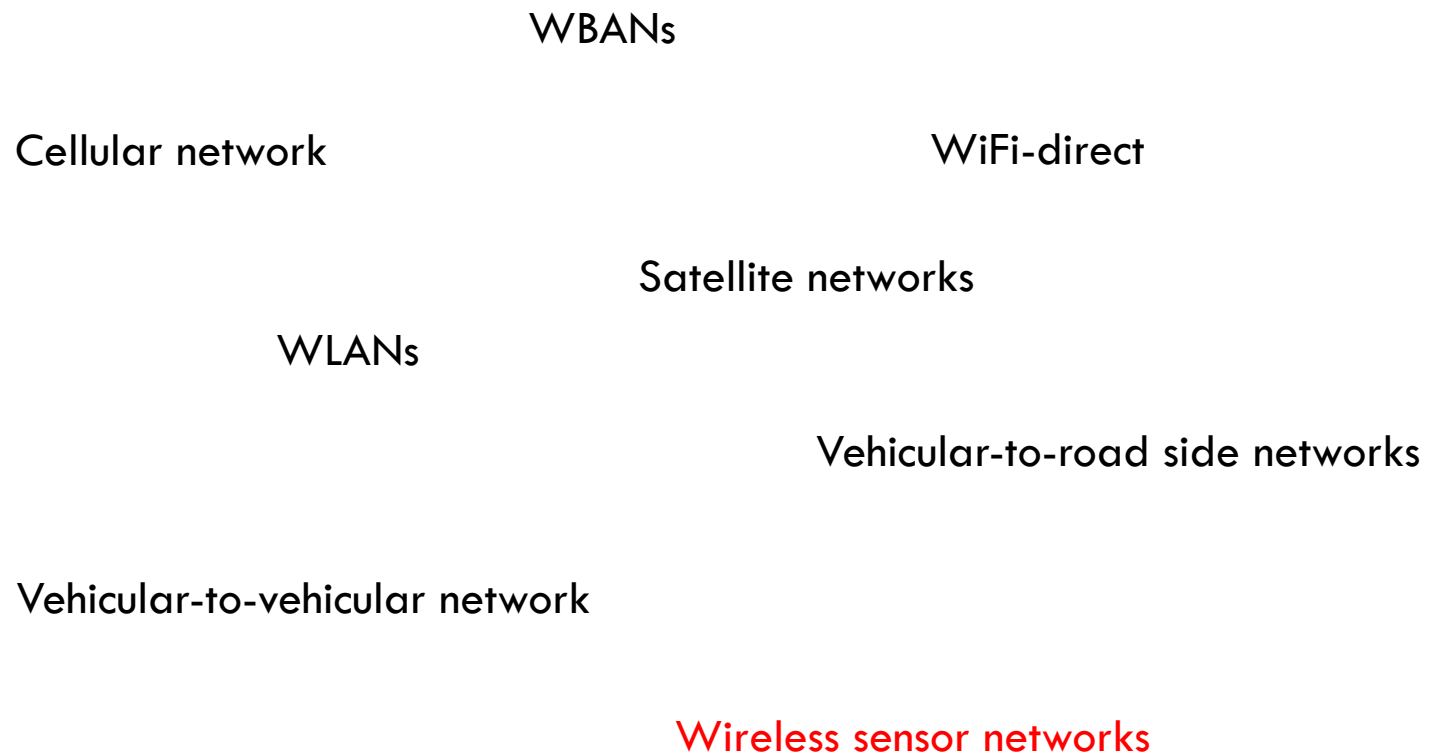 WBANs
Cellular network
WiFi-direct
Satellite networks
WLANs
Vehicular-to-road side networks
Vehicular-to-vehicular network
Wireless sensor networks